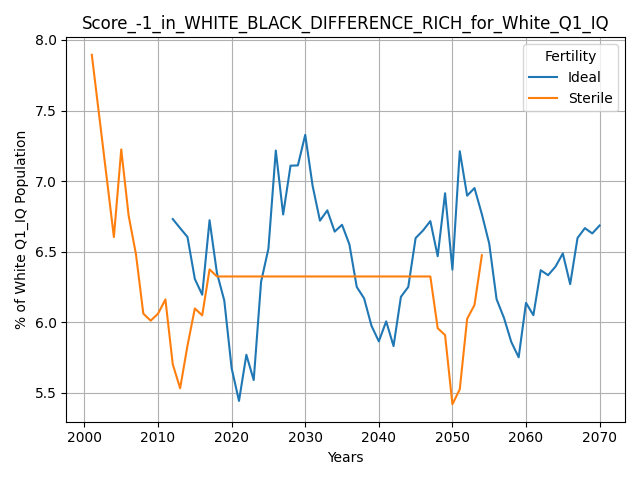 Score_-1_in_WHITE_BLACK_DIFFERENCE_RICH_for_White_Q1_IQ
Fertility
Ideal
Sterile
% of White Q1_IQ Population
8.0
7.5
7.0
6.5
6.0
5.5
2000 2010 2020 2030 2040 2050 2060 2070
Years